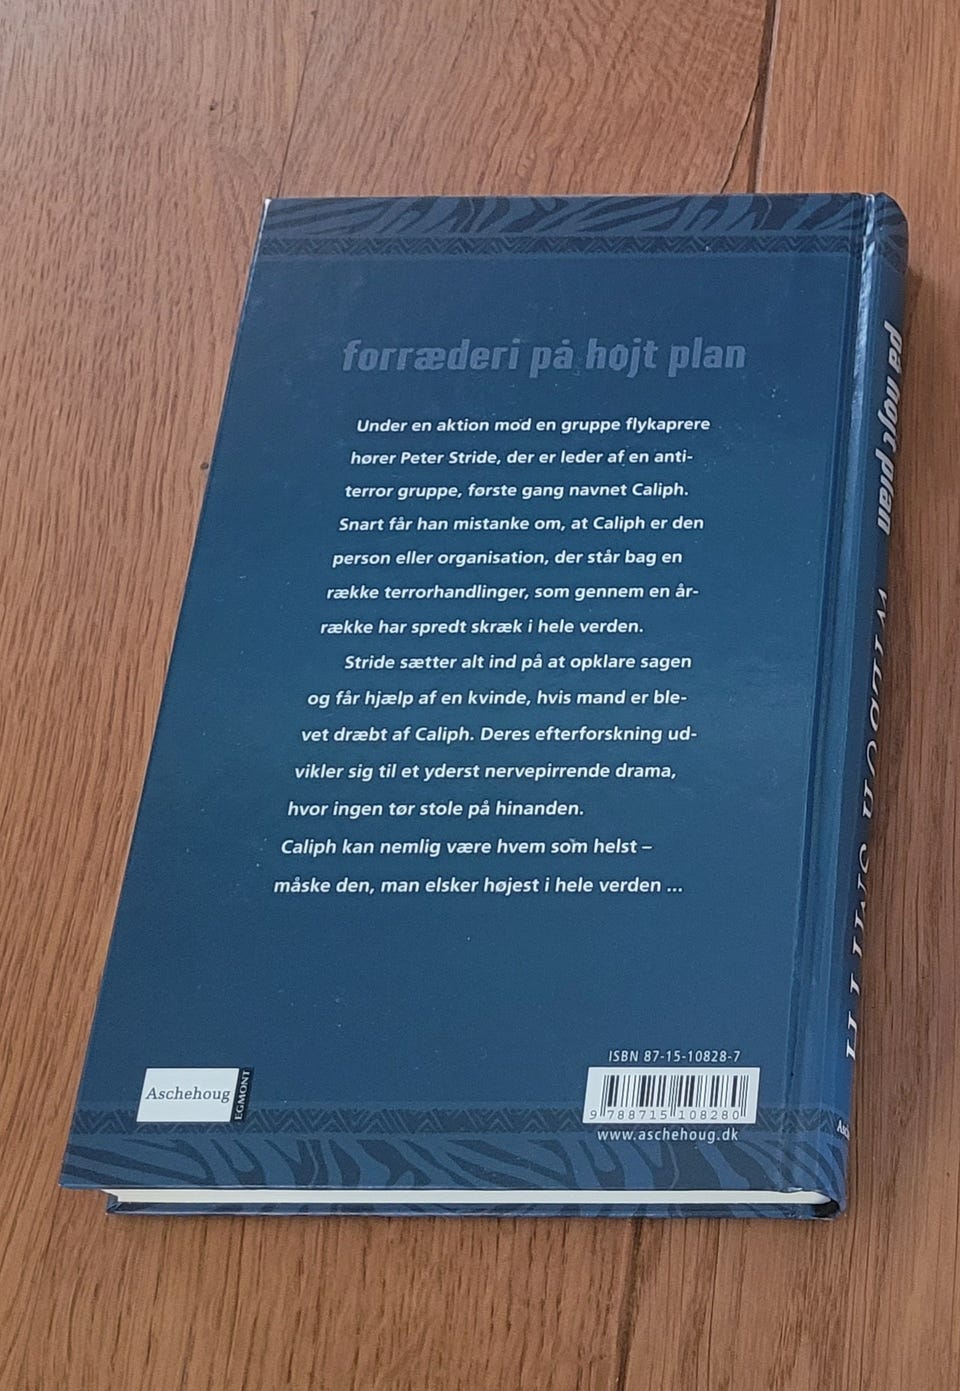 forræderi på højt plan
Under en aktion mod en gruppe flykaprere
hører Peter Stride, der er leder af en anti-
terror gruppe, første gang navnet Caliph.
Snart får han mistanke om, at Caliph er den
person eller organisation, der står bag en
række terrorhandlinger, som gennem en år-
række har spredt skræk i hele verden.
Stride sætter alt ind på at opklare sagen
og får hjælp af en kvinde, hvis mand er ble-
vet dræbt af Caliph. Deres efterforskning ud-
vikler sig til et yderst nervepirrende drama,
hvor ingen tør stole på hinanden.
Caliph kan nemlig være hvem som helst –
måske den, man elsker højest i hele verden ...
Aschehoug
EGMONT
ISBN 87-15-10828-7
9 788715 108280
www.aschehoug.dk
på højt plan
WILBUR SMITH